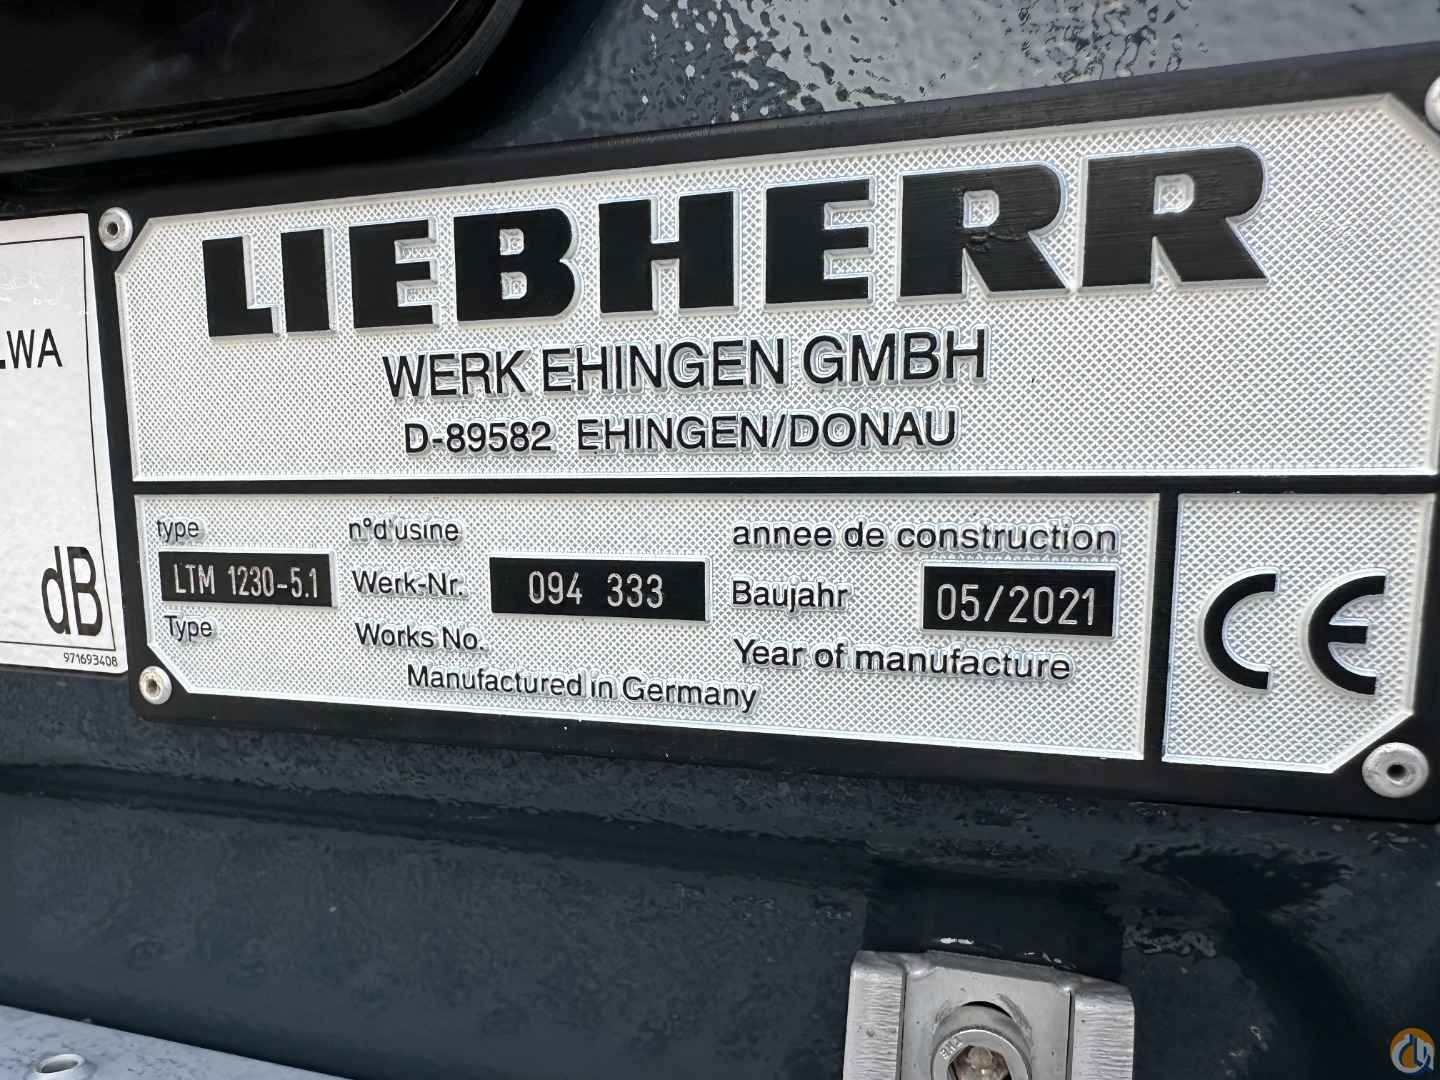 LIEBHERR
WERK EHINGEN GMBH
D-89582 EHINGEN/DONAU
.WA
dB
971693408
type
LTM 1230-5.1
Type
n°d'usine
Werk-Nr. 094 333
Works No.
annee de construction
Baujahr 05/2021
Year of manufacture
Manufactured in Germany
CE